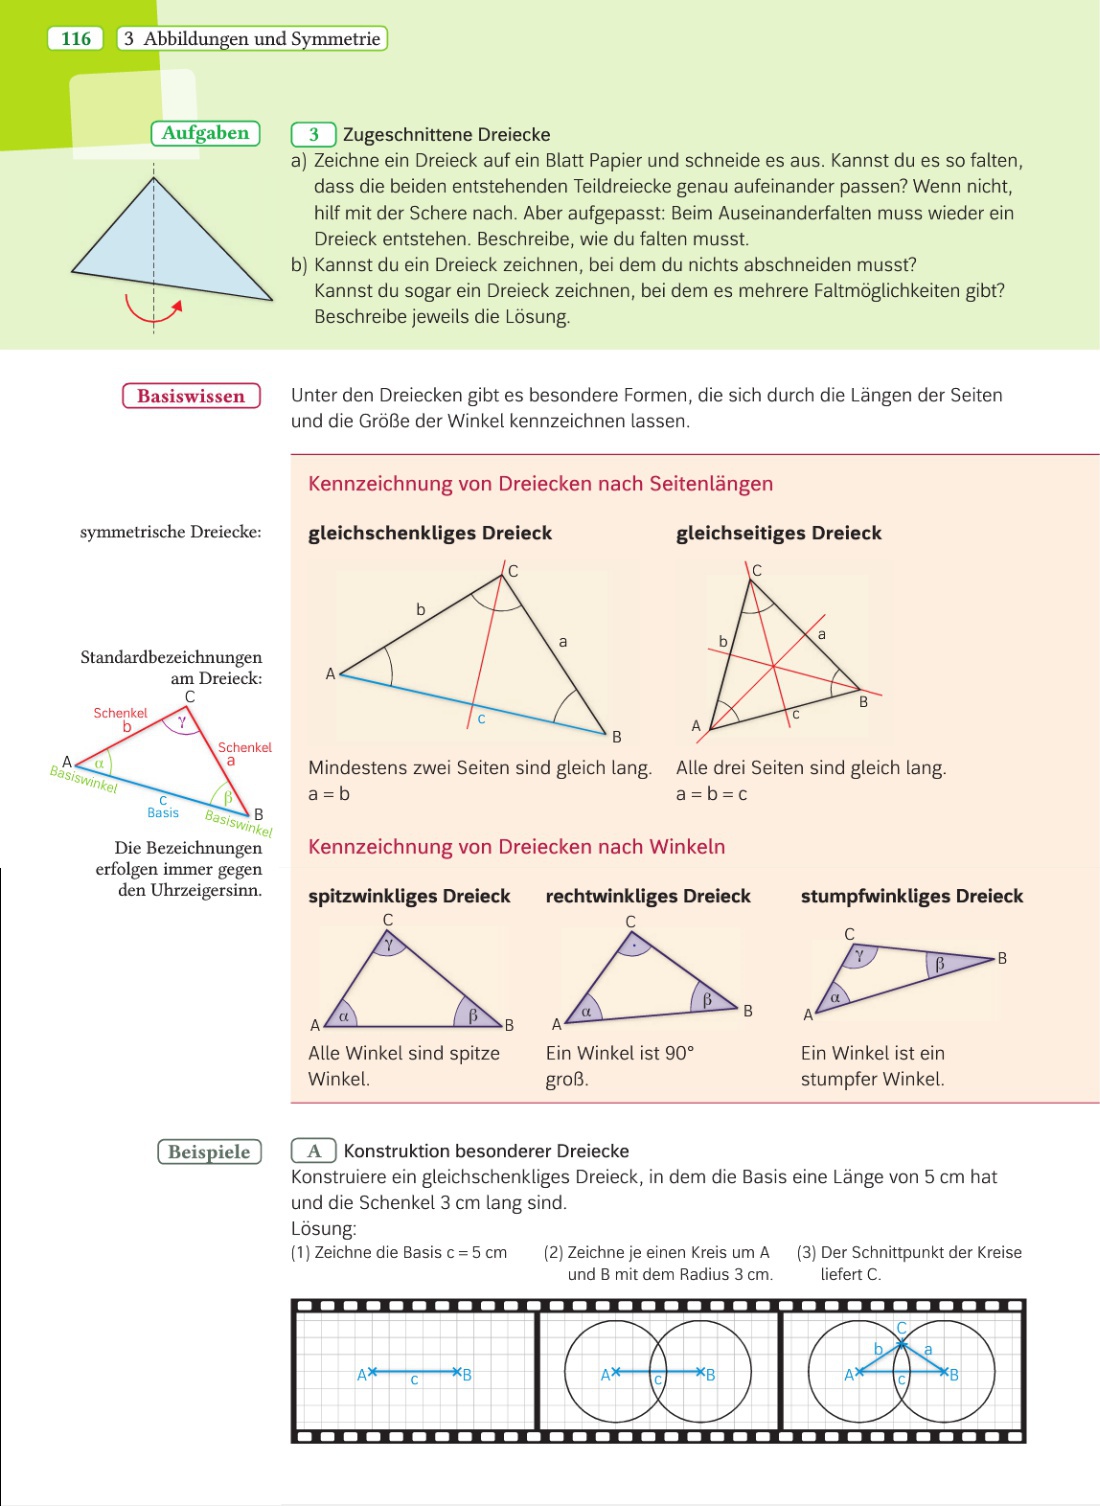 116
3 Abbildungen und Symmetrie
Aufgaben
3 Zugeschnittene Dreiecke
a) Zeichne ein Dreieck auf ein Blatt Papier und schneide es aus. Kannst du es so falten,
dass die beiden entstehenden Teildreiecke genau aufeinander passen? Wenn nicht,
hilf mit der Schere nach. Aber aufgepasst: Beim Auseinanderfalten muss wieder ein
Dreieck entstehen. Beschreibe, wie du falten musst.
b) Kannst du ein Dreieck zeichnen, bei dem du nichts abschneiden musst?
Kannst du sogar ein Dreieck zeichnen, bei dem es mehrere Faltmöglichkeiten gibt?
Beschreibe jeweils die Lösung.
Basiswissen
Unter den Dreiecken gibt es besondere Formen, die sich durch die Längen der Seiten
und die Größe der Winkel kennzeichnen lassen.
Kennzeichnung von Dreiecken nach Seitenlängen
symmetrische Dreiecke:
gleichschenkliges Dreieck
C
b
a
A
c
B
Mindestens zwei Seiten sind gleich lang.
a = b
gleichseitiges Dreieck
C
b
a
A
c
B
Alle drei Seiten sind gleich lang.
a = b = c
Standardbezeichnungen
am Dreieck:
C
Schenkel
b
γ
Schenkel
a
A
α
Basiswinkel
c
Basis
β
B
Basiswinkel
Die Bezeichnungen
erfolgen immer gegen
den Uhrzeigersinn.
Kennzeichnung von Dreiecken nach Winkeln
spitzwinkliges Dreieck
C
γ
A
α
β
B
Alle Winkel sind spitze
Winkel.
rechtwinkliges Dreieck
C
A
α
β
B
Ein Winkel ist 90°
groß.
stumpfwinkliges Dreieck
C
γ
β
B
α
A
Ein Winkel ist ein
stumpfer Winkel.
Beispiele
A Konstruktion besonderer Dreiecke
Konstruiere ein gleichschenkliges Dreieck, in dem die Basis eine Länge von 5 cm hat
und die Schenkel 3 cm lang sind.
Lösung:
(1) Zeichne die Basis c = 5 cm
(2) Zeichne je einen Kreis um A
und B mit dem Radius 3 cm.
(3) Der Schnittpunkt der Kreise
liefert C.
A
c
B
A
c
B
C
b
a
A
c
B